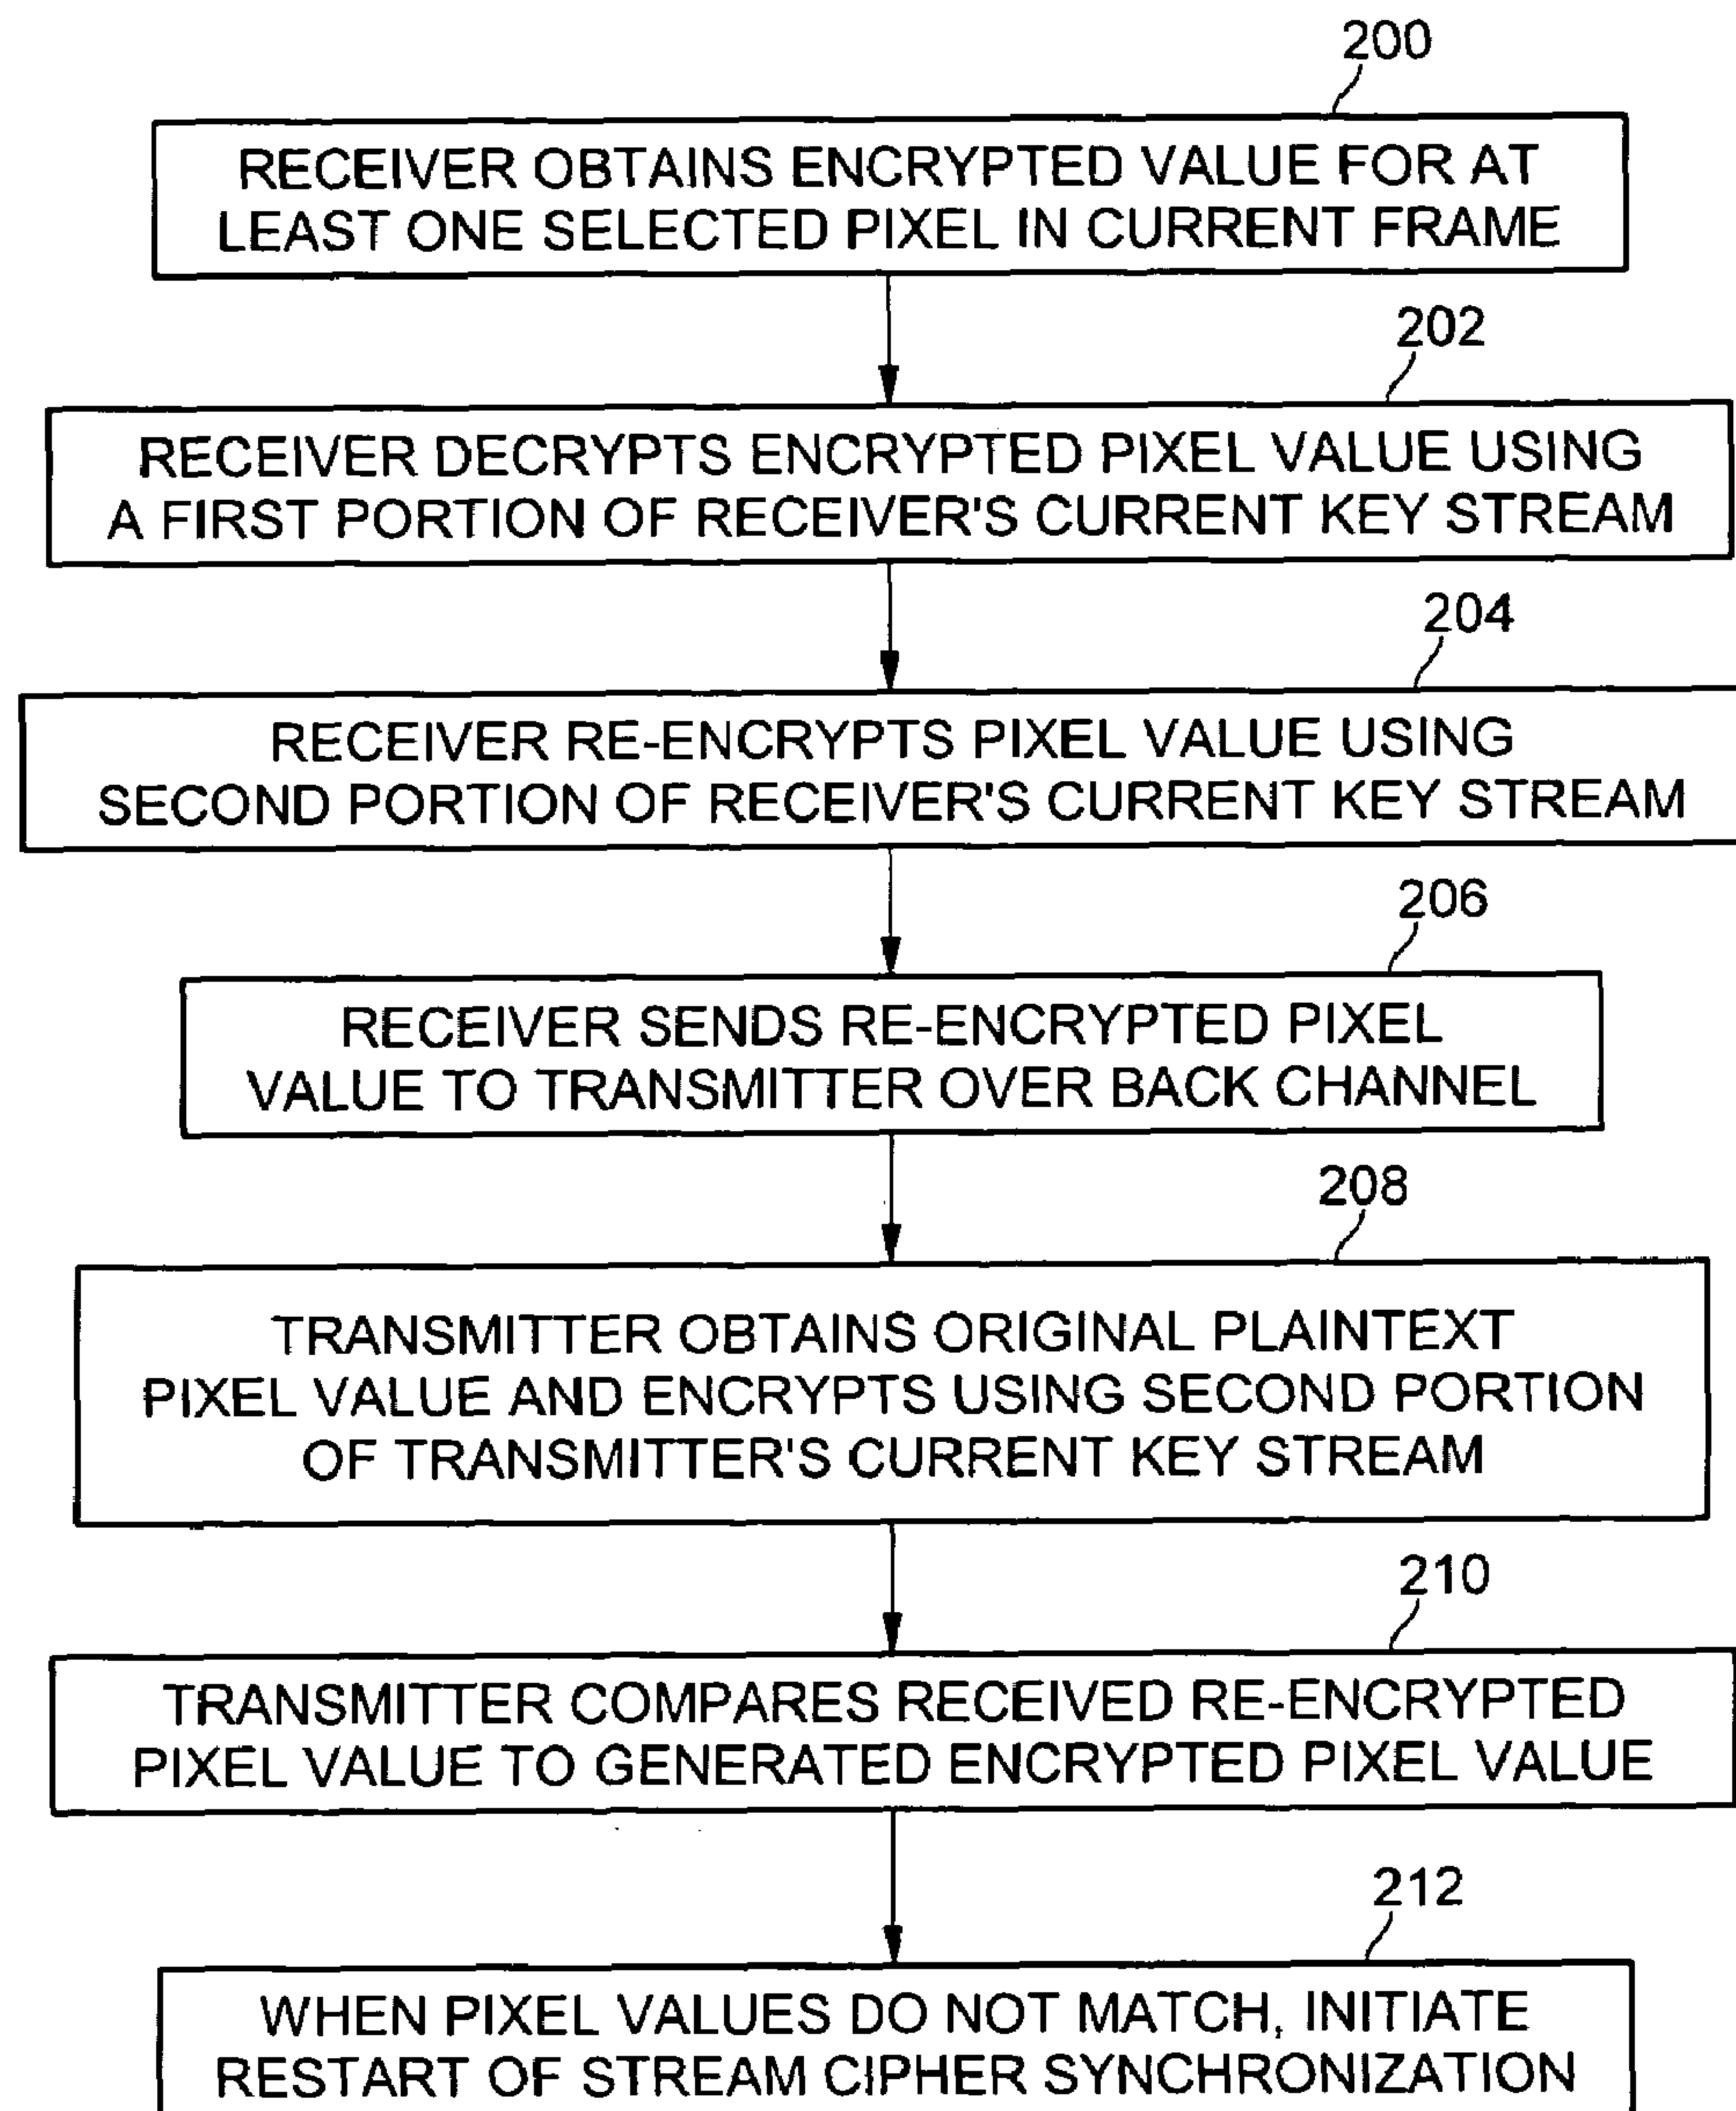 200
RECEIVER OBTAINS ENCRYPTED VALUE FOR AT
LEAST ONE SELECTED PIXEL IN CURRENT FRAME
202
RECEIVER DECRYPTS ENCRYPTED PIXEL VALUE USING
A FIRST PORTION OF RECEIVER'S CURRENT KEY STREAM
204
RECEIVER RE-ENCRYPTS PIXEL VALUE USING
SECOND PORTION OF RECEIVER'S CURRENT KEY STREAM
206
RECEIVER SENDS RE-ENCRYPTED PIXEL
VALUE TO TRANSMITTER OVER BACK CHANNEL
208
TRANSMITTER OBTAINS ORIGINAL PLAINTEXT
PIXEL VALUE AND ENCRYPTS USING SECOND PORTION
OF TRANSMITTER'S CURRENT KEY STREAM
210
TRANSMITTER COMPARES RECEIVED RE-ENCRYPTED
PIXEL VALUE TO GENERATED ENCRYPTED PIXEL VALUE
212
WHEN PIXEL VALUES DO NOT MATCH, INITIATE
RESTART OF STREAM CIPHER SYNCHRONIZATION